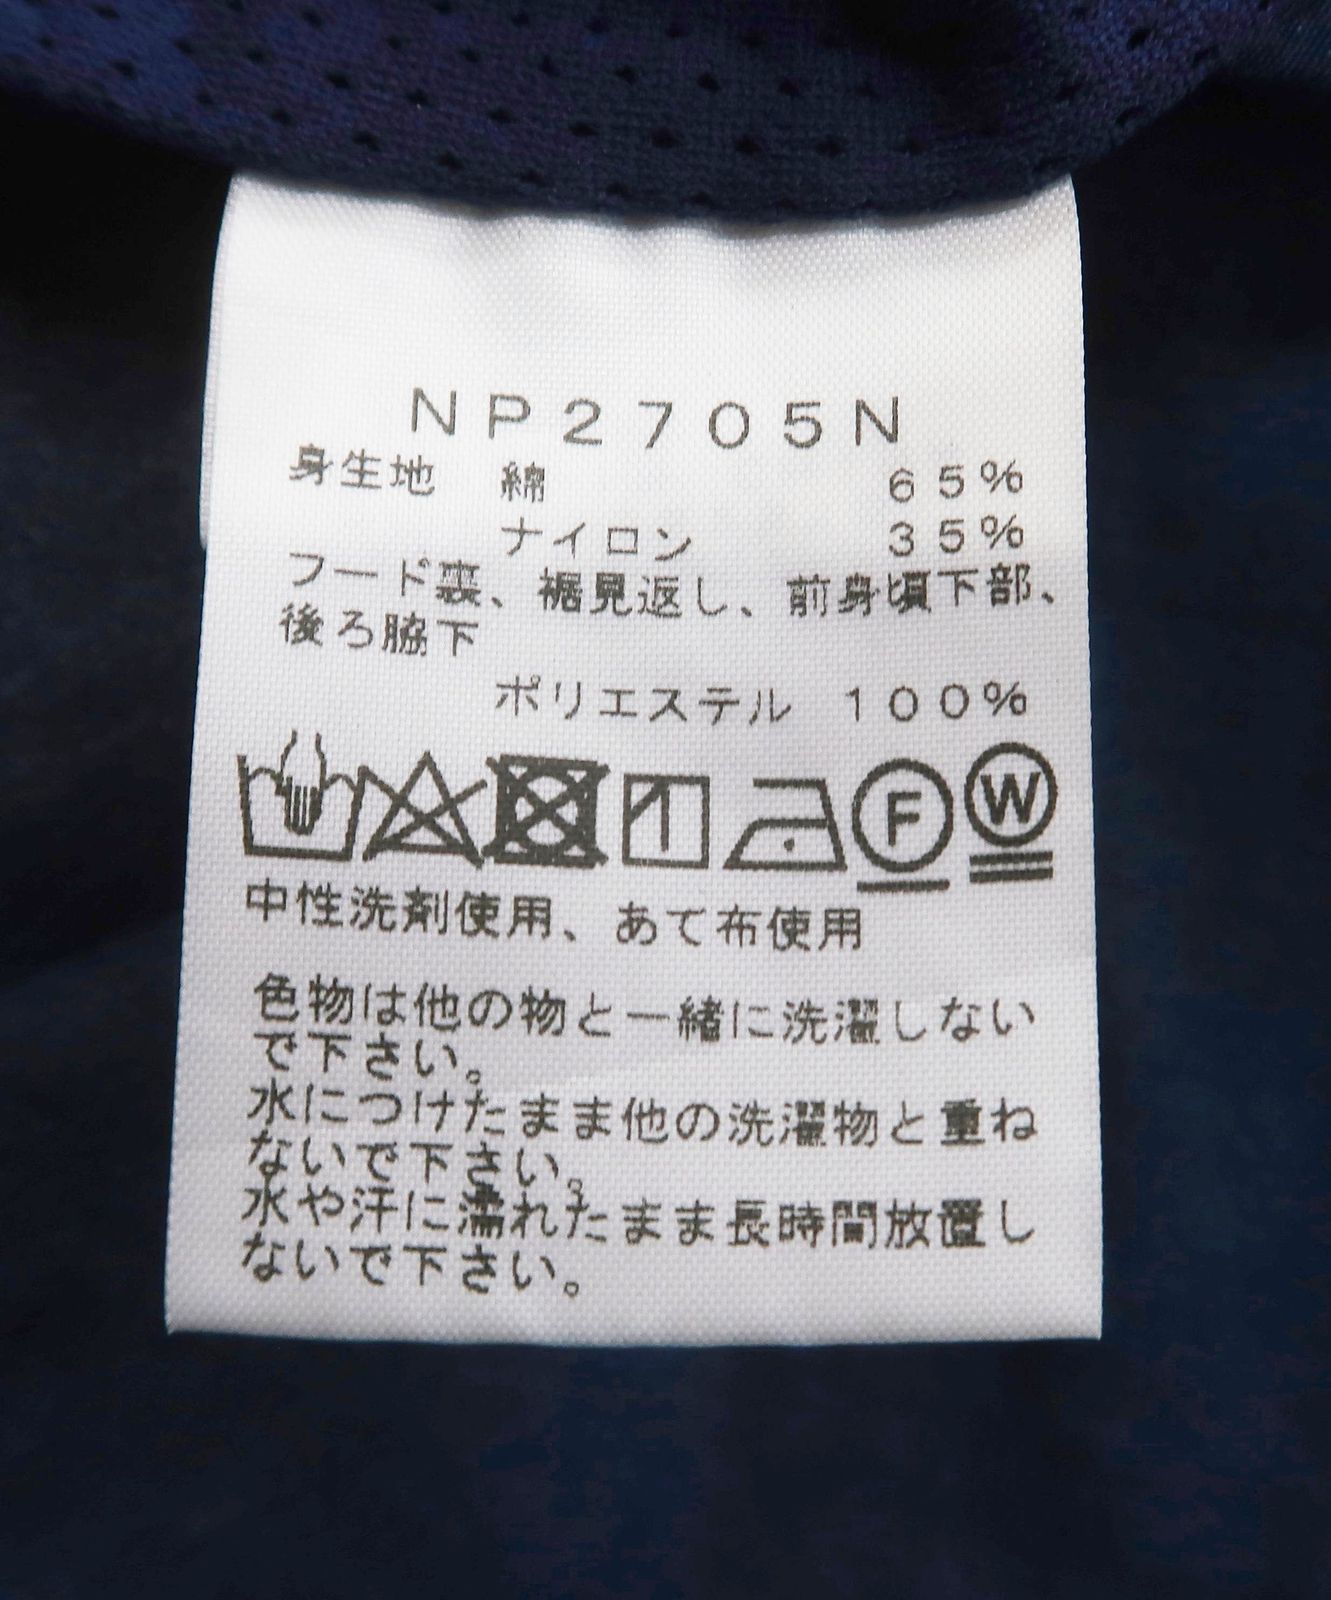 NP2705N
身生地 綿 65%
ナイロン 35%
フード裏、裾見返し、前身頃下部、
後ろ脇下
ポリエステル 100%
F W
中性洗剤使用、あて布使用
色物は他の物と一緒に洗濯しない
で下さい。
水につけたまま他の洗濯物と重ね
ないで下さい。
水や汗に濡れたまま長時間放置し
ないで下さい。